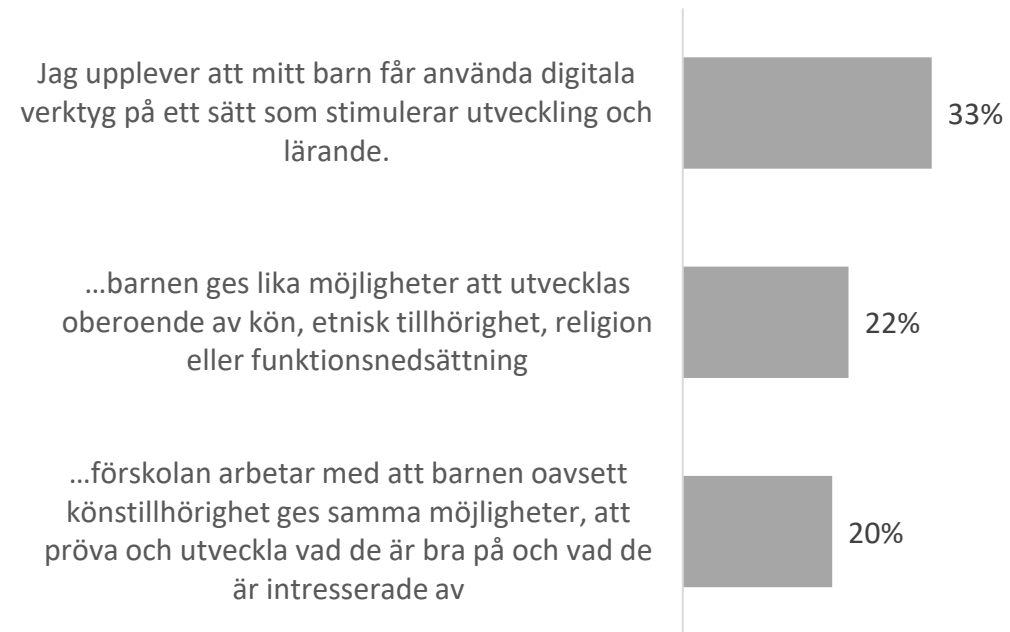 Jag upplever att mitt barn får använda digitala
verktyg på ett sätt som stimulerar utveckling och
lärande.
33%
...barnen ges lika möjligheter att utvecklas
oberoende av kön, etnisk tillhörighet, religion
eller funktionsnedsättning
22%
...förskolan arbetar med att barnen oavsett
könstillhörighet ges samma möjligheter, att
pröva och utveckla vad de är bra på och vad de
är intresserade av
20%